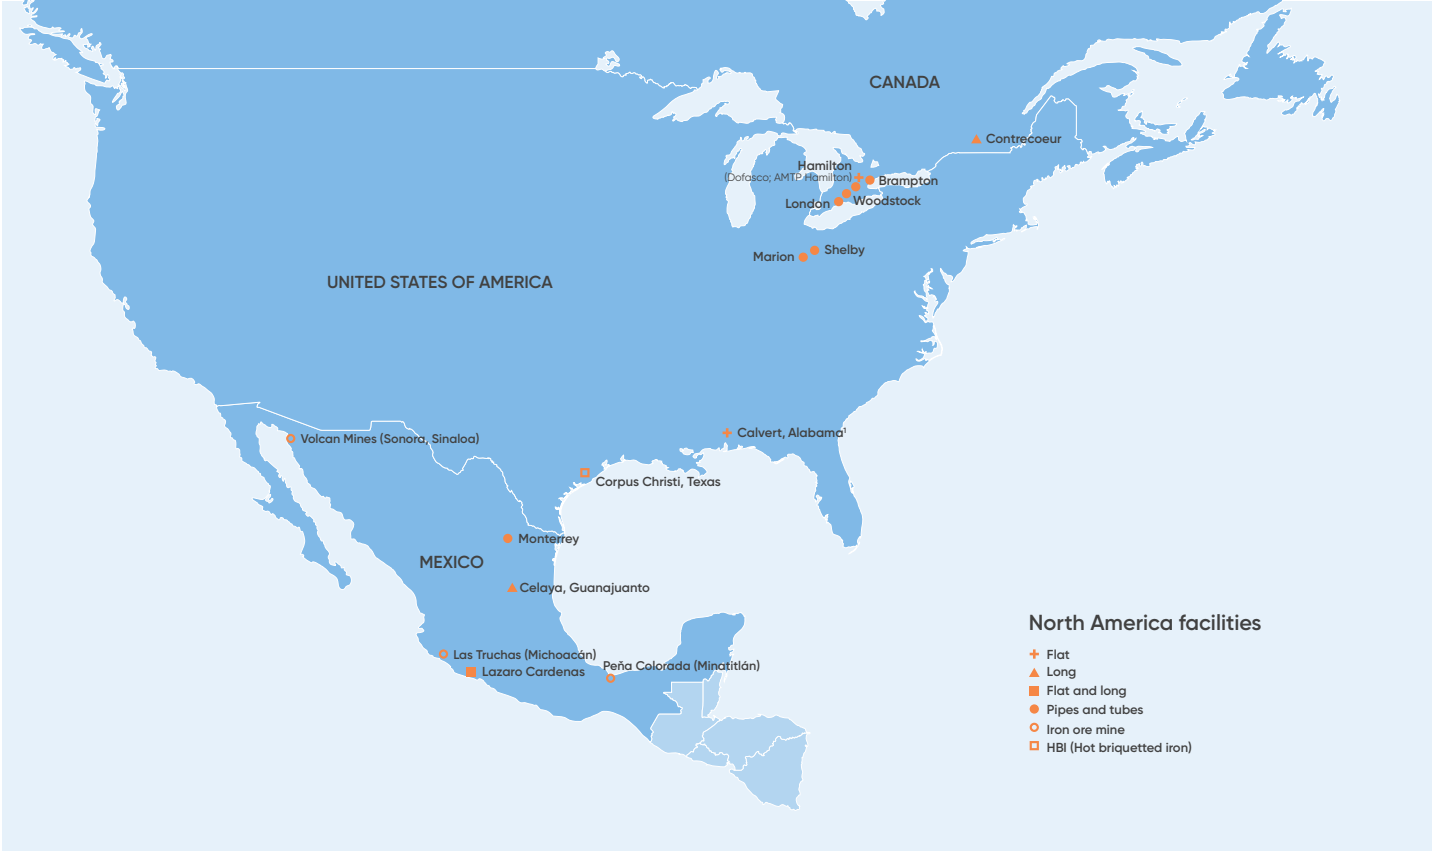 CANADA
Contrecoeur
Hamilton
(Dofasco; AMTP Hamilton)
Brampton
Woodstock
London
Shelby
Marion
UNITED STATES OF AMERICA
Calvert, Alabama¹
Volcan Mines (Sonora, Sinaloa)
Corpus Christi, Texas
Monterrey
MEXICO
Celaya, Guanajuanto
Las Truchas (Michoacán)
Peña Colorada (Minatitlán)
Lazaro Cardenas
North America facilities
Flat
Long
Flat and long
Pipes and tubes
Iron ore mine
HBI (Hot briquetted iron)